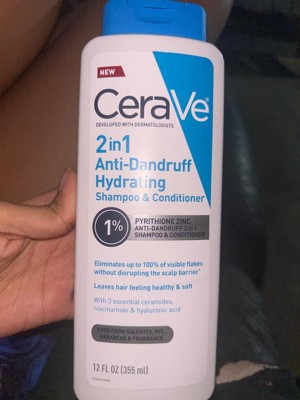 NEW
CeraVe®
DEVELOPED WITH DERMATOLOGISTS
2 in 1
Anti-Dandruff
Hydrating
Shampoo & Conditioner
1%
PYRITHIONE ZINC
ANTI-DANDRUFF 2 in 1
SHAMPOO & CONDITIONER
Eliminates up to 100% of visible flakes
without disrupting the scalp barrier*
Leaves hair feeling healthy & soft
With 3 essential ceramides,
niacinamide & hyaluronic acid
FREE FROM SULFATES, MIT,
PARABENS & FRAGRANCE
12 FL OZ (355 ml)